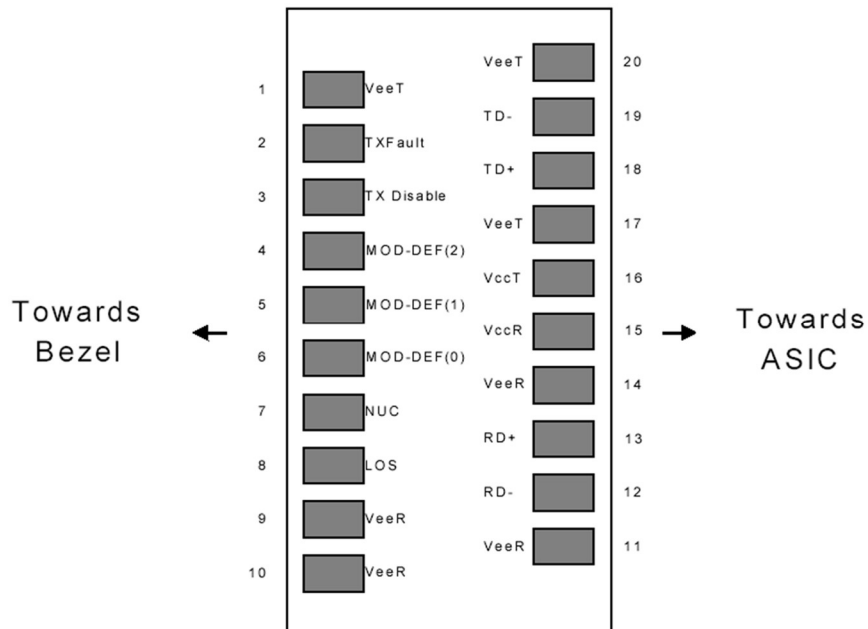 VeeT 20
1 VeeT
TD- 19
2 TXFault
TD+ 18
3 TX Disable
VeeT 17
4 MOD-DEF(2)
VccT 16
5 MOD-DEF(1)
Towards
Bezel
VccR 15
Towards
ASIC
6 MOD-DEF(0)
VeeR 14
7 NUC
RD+ 13
8 LOS
RD- 12
9 VeeR
VeeR 11
10 VeeR